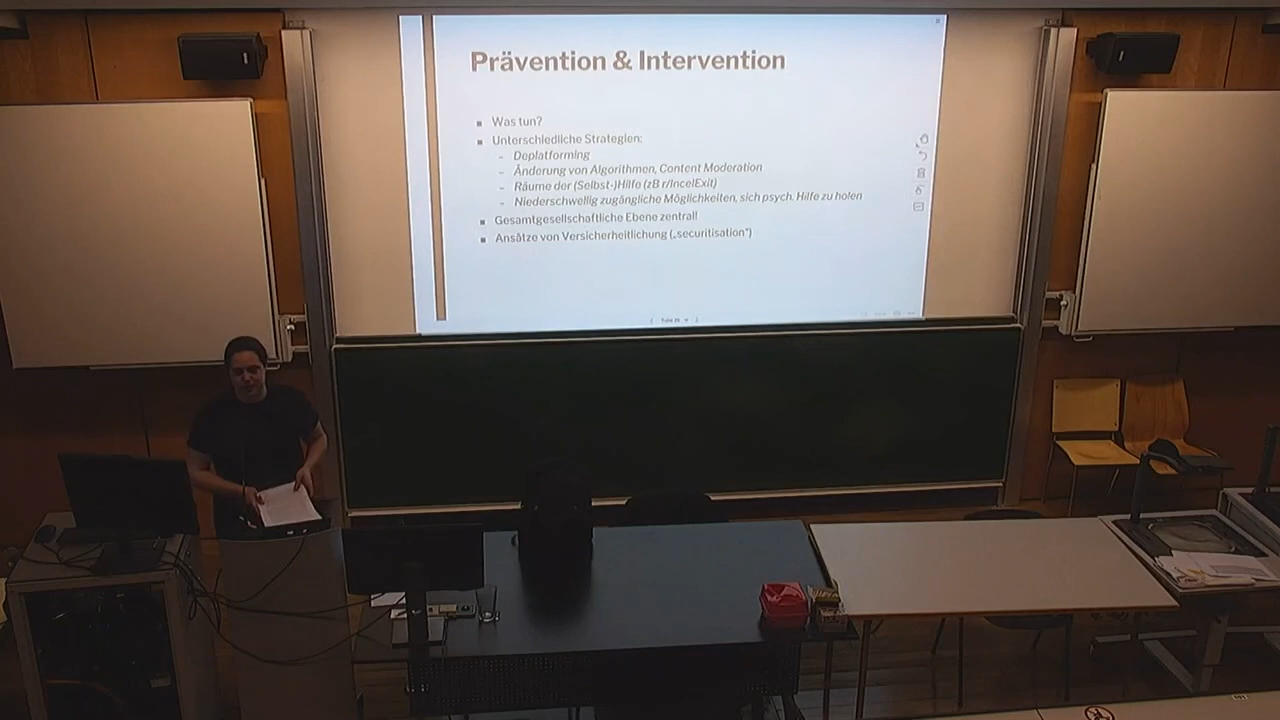 Prävention & Intervention
Was tun?
Unterschiedliche Strategien:
- Deplatforming
- Änderung von Algorithmen, Content Moderation
- Räume der (Selbst-)Hilfe (zB r/IncelExit)
- Niederschwellig zugängliche Möglichkeiten, sich psych. Hilfe zu holen
Gesamtgesellschaftliche Ebene zentral!
Ansätze von Versicherheitlichung („securitisation“)